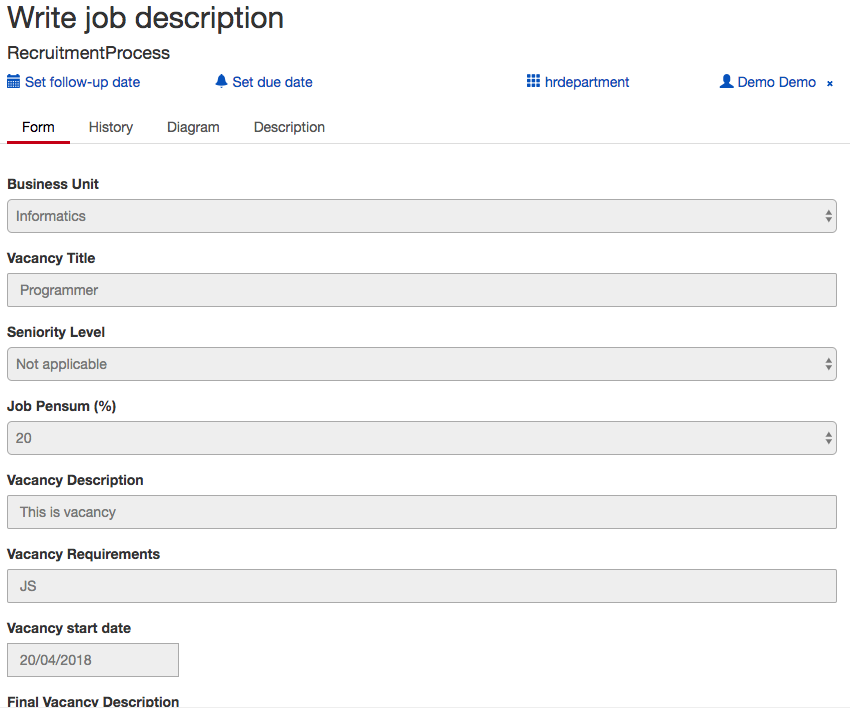 Write job description
RecruitmentProcess
Set follow-up date Set due date hrdepartment Demo Demo ×
Form History Diagram Description
Business Unit
Informatics
Vacancy Title
Programmer
Seniority Level
Not applicable
Job Pensum (%)
20
Vacancy Description
This is vacancy
Vacancy Requirements
JS
Vacancy start date
20/04/2018
Final Vacancy Description